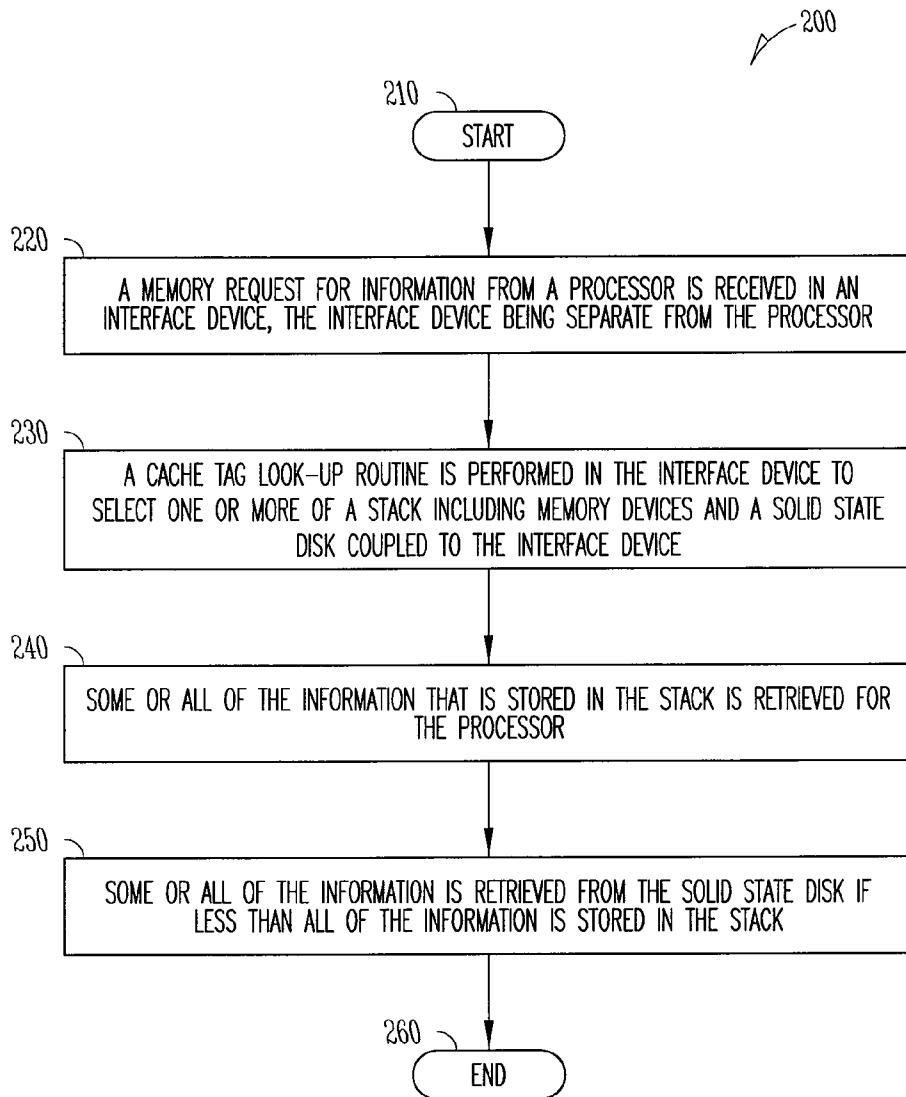 200
210
START
220
A MEMORY REQUEST FOR INFORMATION FROM A PROCESSOR IS RECEIVED IN AN
INTERFACE DEVICE, THE INTERFACE DEVICE BEING SEPARATE FROM THE PROCESSOR
230
A CACHE TAG LOOK-UP ROUTINE IS PERFORMED IN THE INTERFACE DEVICE TO
SELECT ONE OR MORE OF A STACK INCLUDING MEMORY DEVICES AND A SOLID STATE
DISK COUPLED TO THE INTERFACE DEVICE
240
SOME OR ALL OF THE INFORMATION THAT IS STORED IN THE STACK IS RETRIEVED FOR
THE PROCESSOR
250
SOME OR ALL OF THE INFORMATION IS RETRIEVED FROM THE SOLID STATE DISK IF
LESS THAN ALL OF THE INFORMATION IS STORED IN THE STACK
260
END